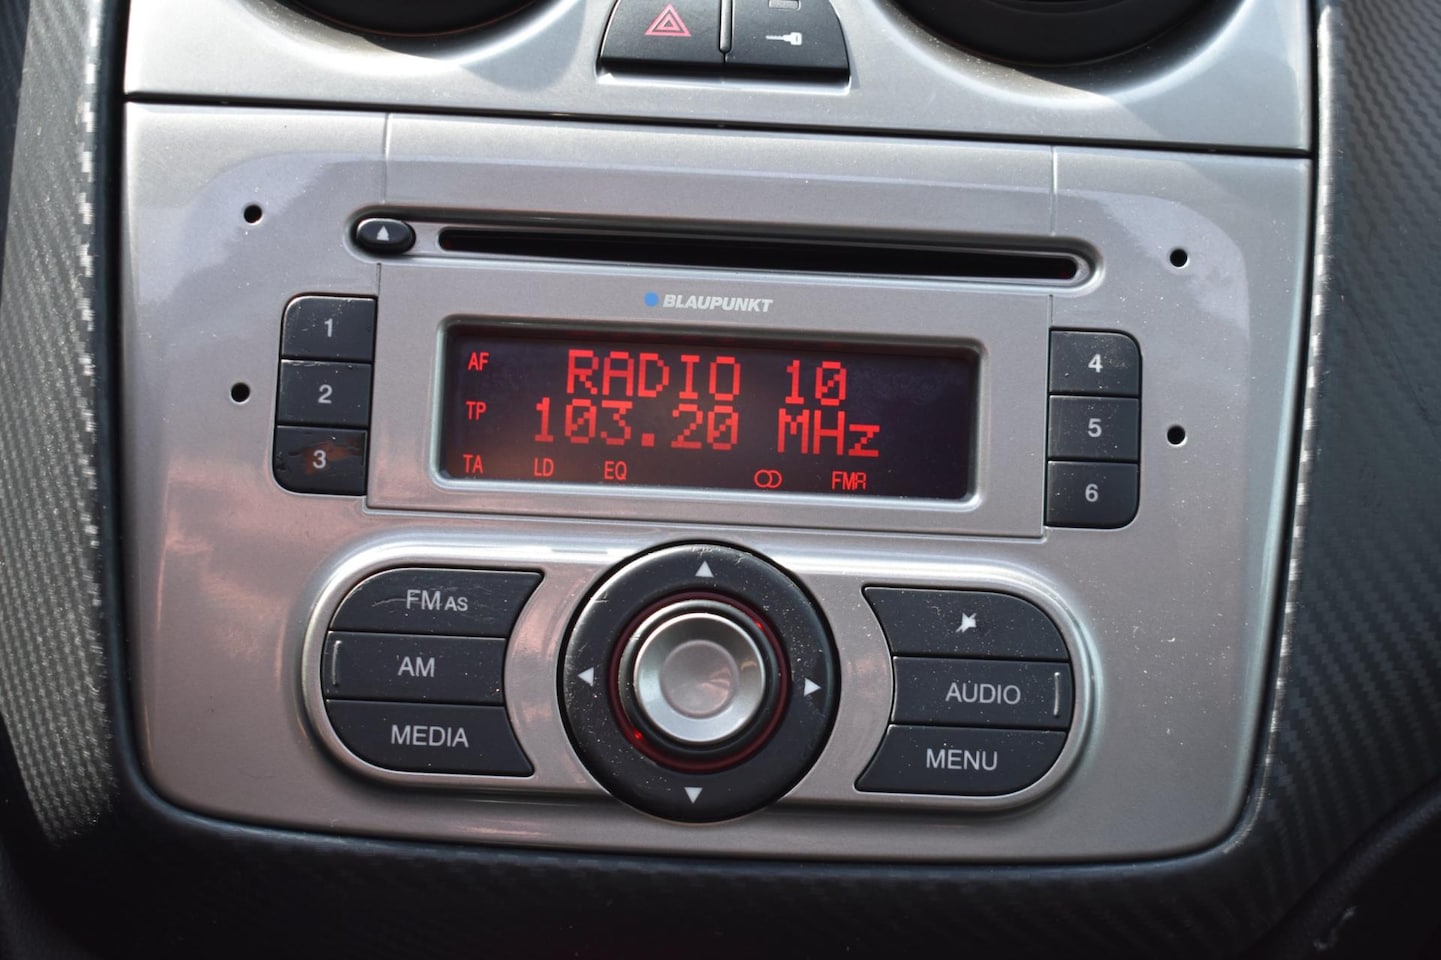 BLAUPUNKT
1
2
3
AF
RADIO 10
TP
103.20 MHz
TA LD EQ FMA
4
5
6
FM AS
AM
MEDIA
AUDIO
MENU